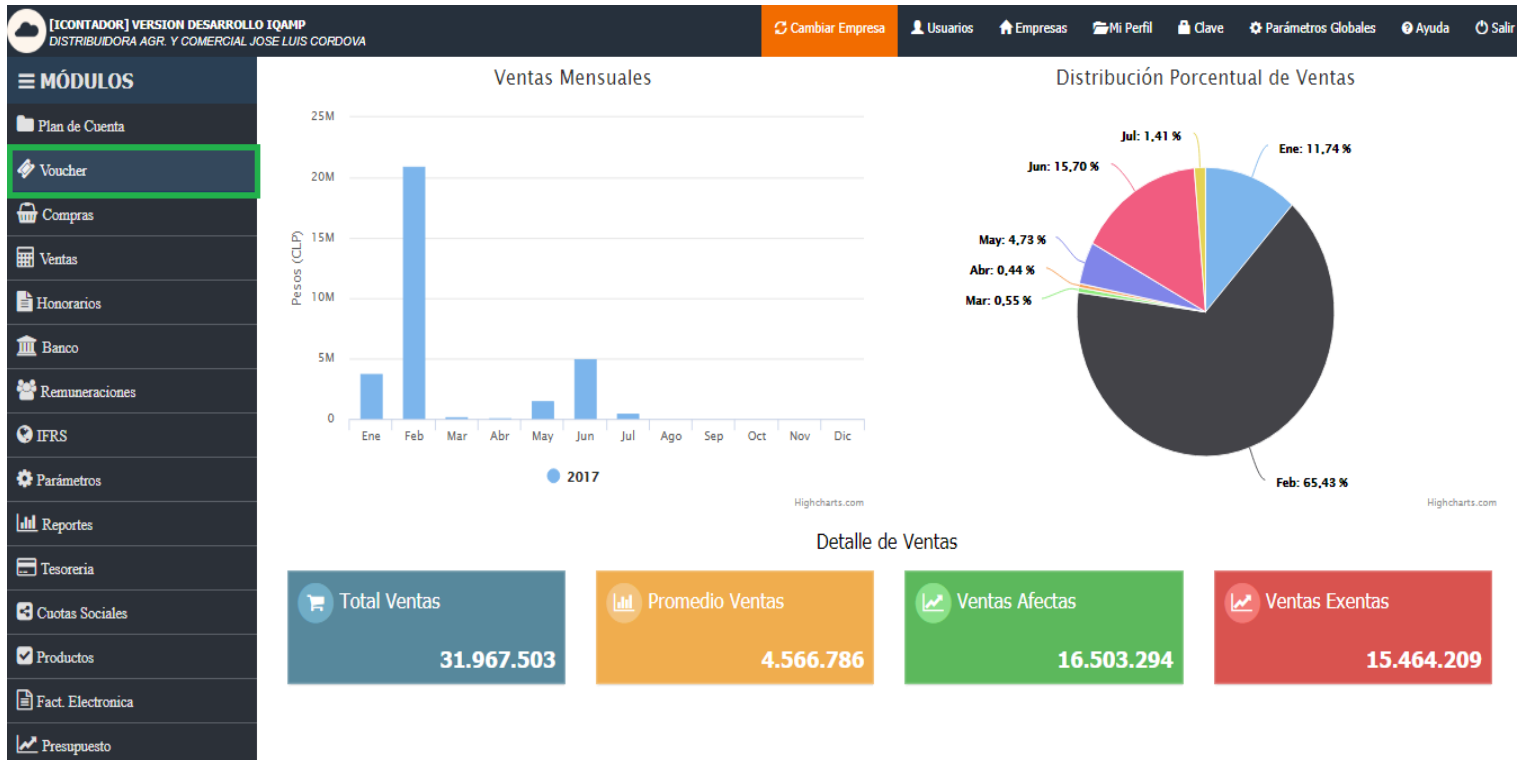 [ICONTADOR] VERSION DESARROLLO IQAMP
DISTRIBUIDORA AGR. Y COMERCIAL JOSE LUIS CORDOVA
Cambiar Empresa
Usuarios
Empresas
Mi Perfil
Clave
Parámetros Globales
Ayuda
Salir
MÓDULOS
Plan de Cuenta
Voucher
Compras
Ventas
Honorarios
Banco
Remuneraciones
IFRS
Parámetros
Reportes
Tesoreria
Cuotas Sociales
Productos
Fact. Electronica
Presupuesto
Ventas Mensuales
Pesos (CLP)
25M
20M
15M
10M
5M
0
Ene Feb Mar Abr May Jun Jul Ago Sep Oct Nov Dic
2017
Highcharts.com
Distribución Porcentual de Ventas
Jul: 1,41 %
Ene: 11,74 %
Jun: 15,70 %
May: 4,73 %
Abr: 0,44 %
Mar: 0,55 %
Feb: 65,43 %
Highcharts.com
Detalle de Ventas
Total Ventas
31.967.503
Promedio Ventas
4.566.786
Ventas Afectas
16.503.294
Ventas Exentas
15.464.209